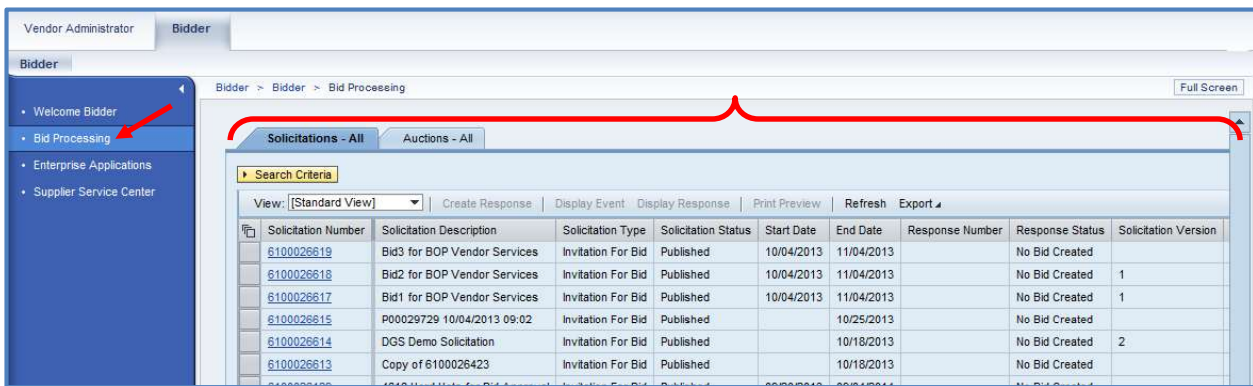 Vendor Administrator Bidder
Bidder
Bidder > Bidder > Bid Processing Full Screen
• Welcome Bidder
• Bid Processing
• Enterprise Applications
• Supplier Service Center
Solicitations - All Auctions - All
Search Criteria
View: [Standard View] Create Response Display Event Display Response Print Preview Refresh Export
Solicitation Number Solicitation Description Solicitation Type Solicitation Status Start Date End Date Response Number Response Status Solicitation Version
6100026619 Bid3 for BOP Vendor Services Invitation For Bid Published 10/04/2013 11/04/2013 No Bid Created
6100026618 Bid2 for BOP Vendor Services Invitation For Bid Published 10/04/2013 11/04/2013 No Bid Created 1
6100026617 Bid1 for BOP Vendor Services Invitation For Bid Published 10/04/2013 11/04/2013 No Bid Created 1
6100026615 P00029729 10/04/2013 09:02 Invitation For Bid Published 10/25/2013 No Bid Created
6100026614 DGS Demo Solicitation Invitation For Bid Published 10/18/2013 No Bid Created 2
6100026613 Copy of 6100026423 Invitation For Bid Published 10/18/2013 No Bid Created